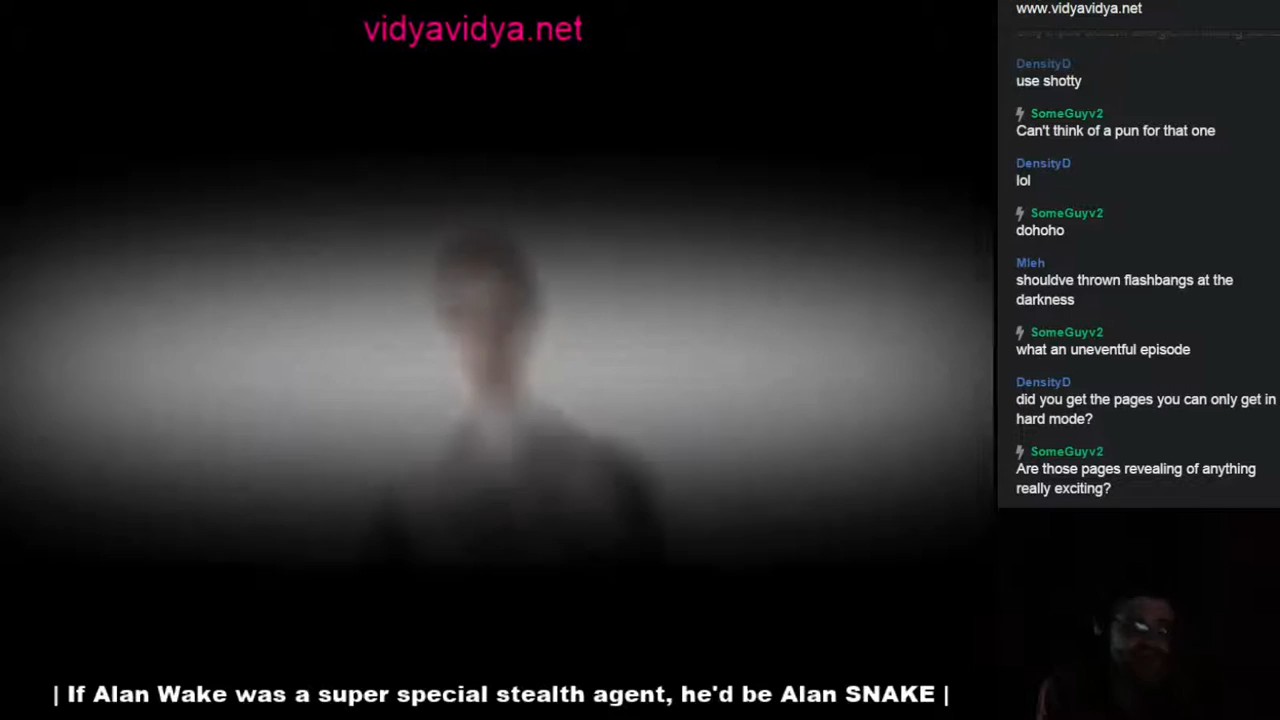 vidyavidya.net
www.vidyavidya.net
DensityD
use shotty
SomeGuyv2
Can't think of a pun for that one
DensityD
lol
SomeGuyv2
dohoho
Mleh
shouldve thrown flashbangs at the
darkness
SomeGuyv2
what an uneventful episode
DensityD
did you get the pages you can only get in
hard mode?
SomeGuyv2
Are those pages revealing of anything
really exciting?
| If Alan Wake was a super special stealth agent, he'd be Alan SNAKE |